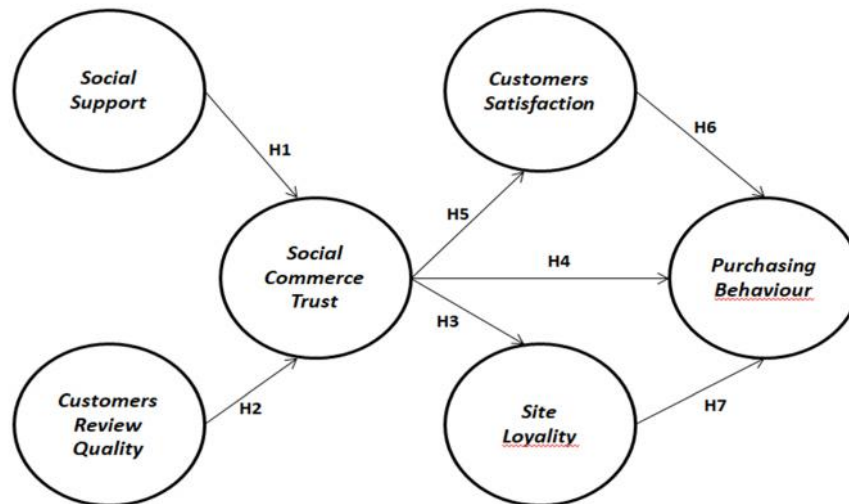 Social
Support
Customers
Satisfaction
H1
H6
H5
Social
Commerce
Trust
H4
Purchasing
Behaviour
H3
Customers
Review
Quality
H2
Site
Loyality
H7